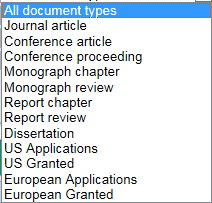 All document types
Journal article
Conference article
Conference proceeding
Monograph chapter
Monograph review
Report chapter
Report review
Dissertation
US Applications
US Granted
European Applications
European Granted